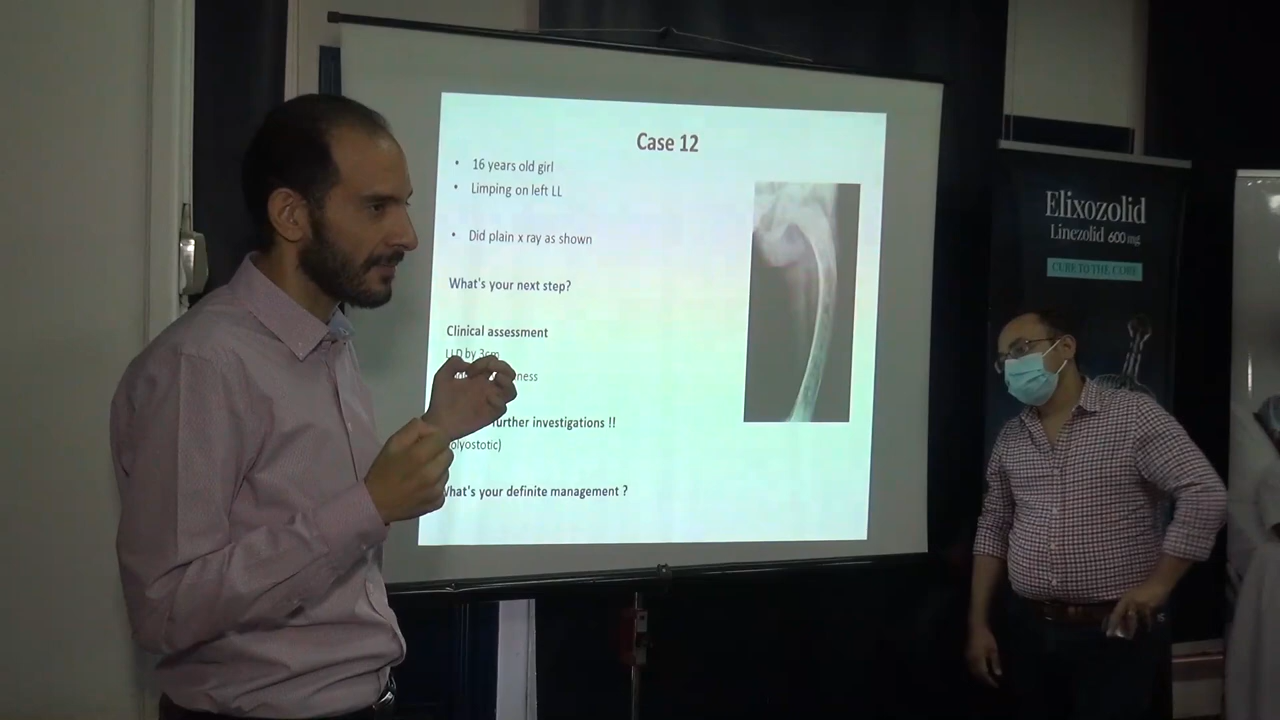 Case 12
• 16 years old girl
• Limping on left LL
• Did plain x ray as shown
What's your next step?
Clinical assessment
LLD by 3cm
ness
further investigations !!
olyostotic)
What's your definite management ?
Elixozolid
Linezolid 600 mg
CURE TO THE CORE